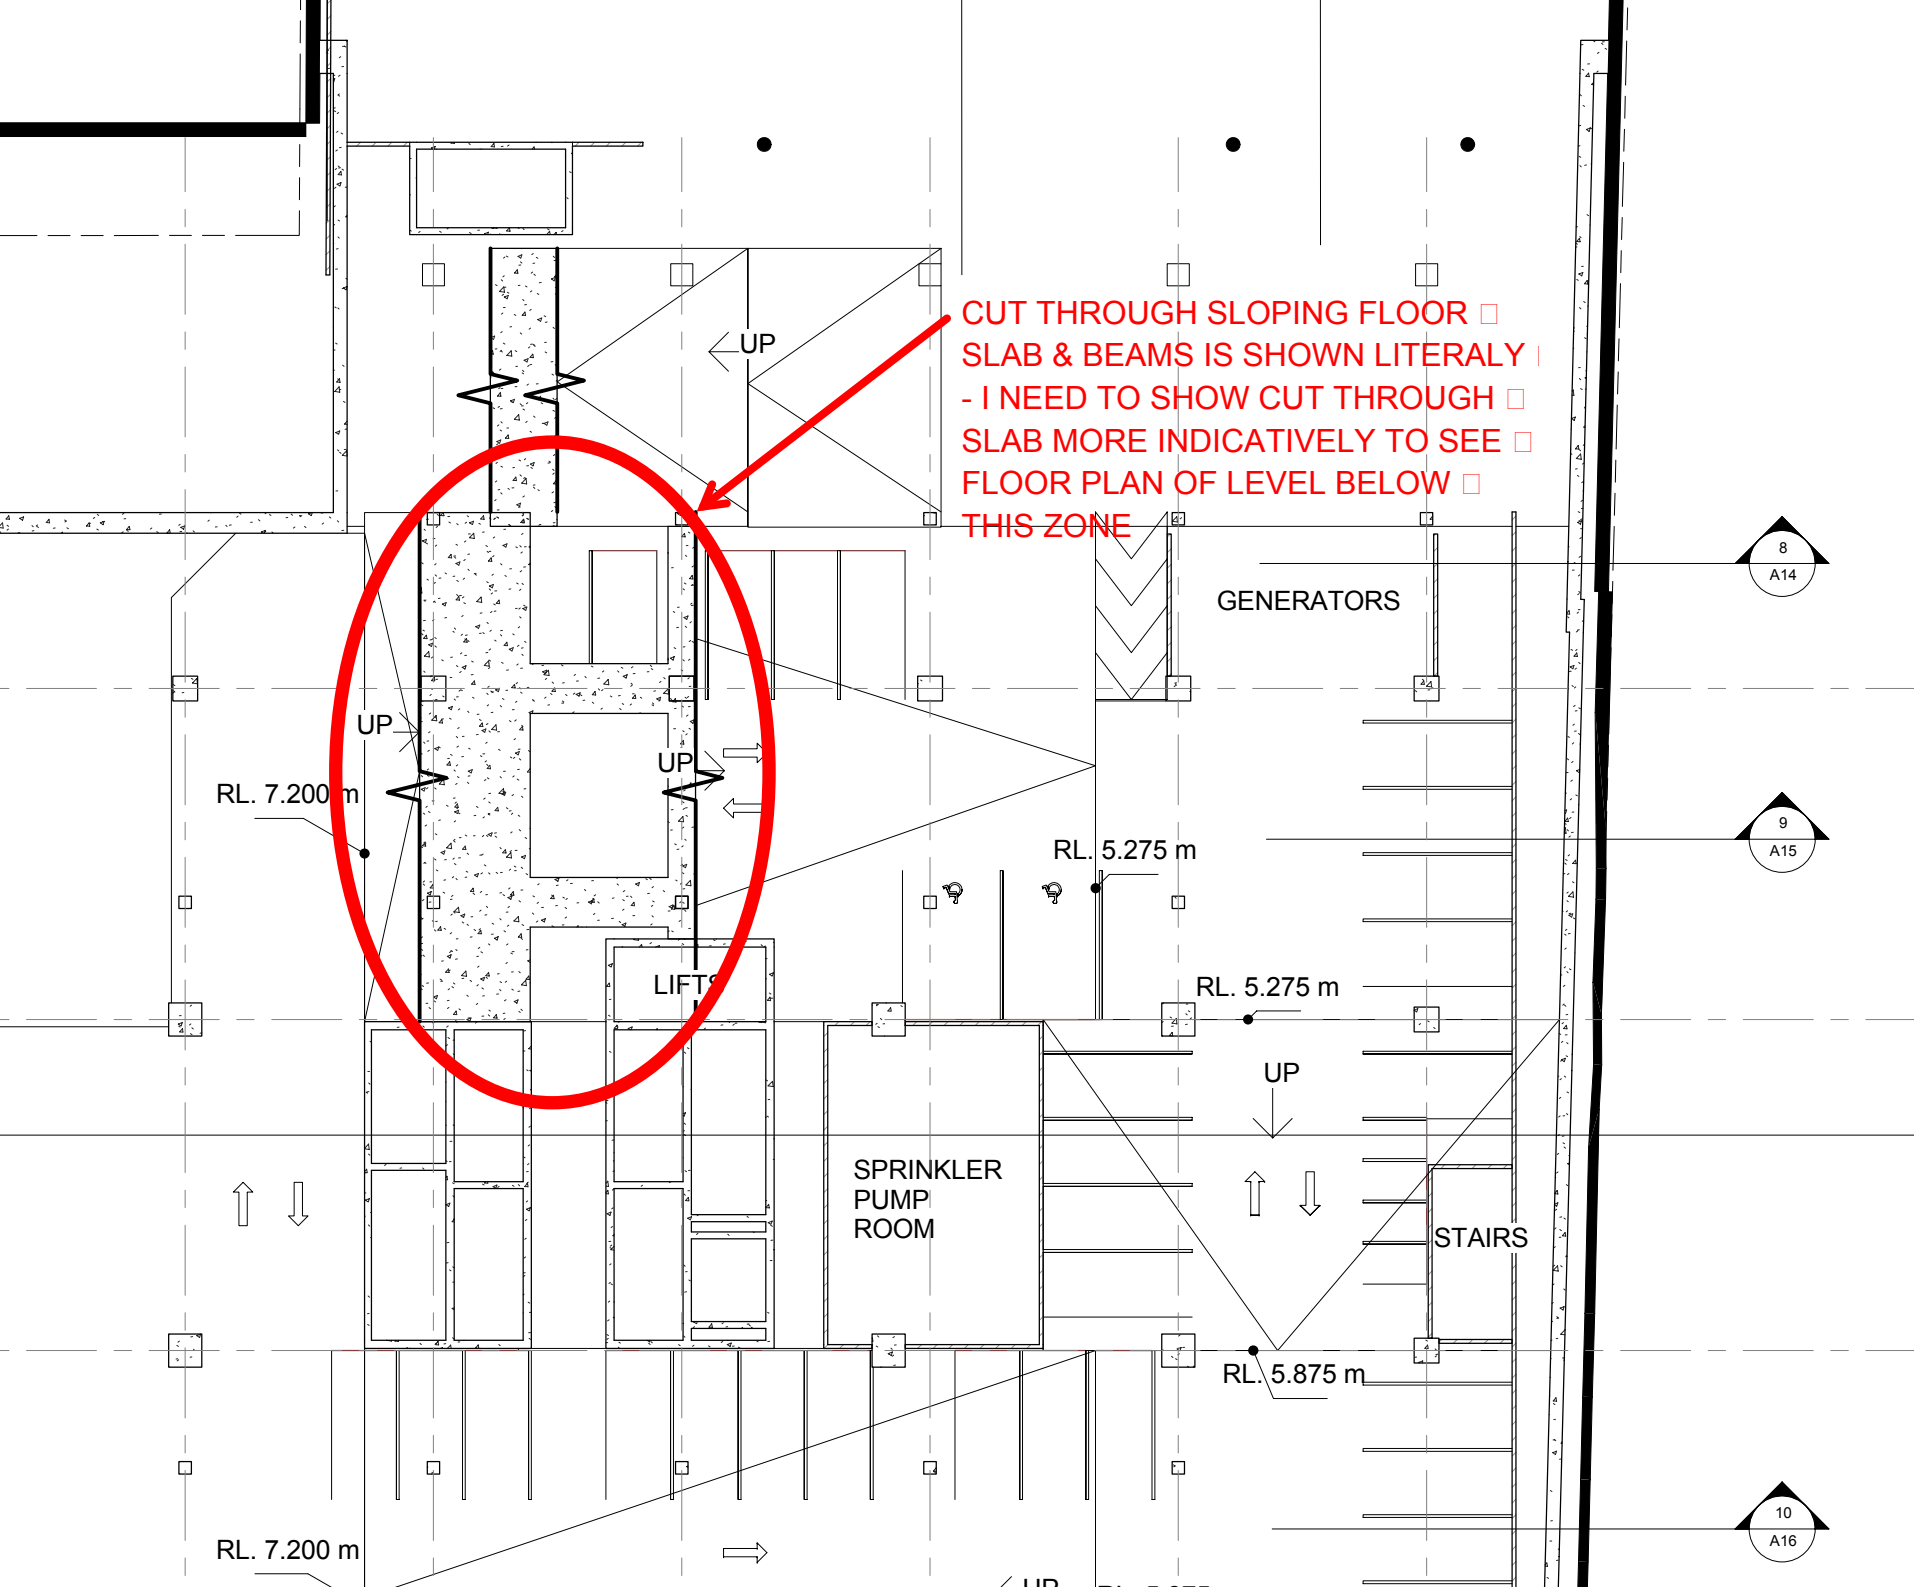 UP
CUT THROUGH SLOPING FLOOR
SLAB & BEAMS IS SHOWN LITERALY
- I NEED TO SHOW CUT THROUGH
SLAB MORE INDICATIVELY TO SEE
FLOOR PLAN OF LEVEL BELOW
THIS ZONE
8
A14
GENERATORS
UP
UP
RL. 7.200 m
9
A15
RL. 5.275 m
LIFTS
RL. 5.275 m
UP
SPRINKLER
PUMP
ROOM
STAIRS
RL. 5.875 m
10
A16
RL. 7.200 m
UP